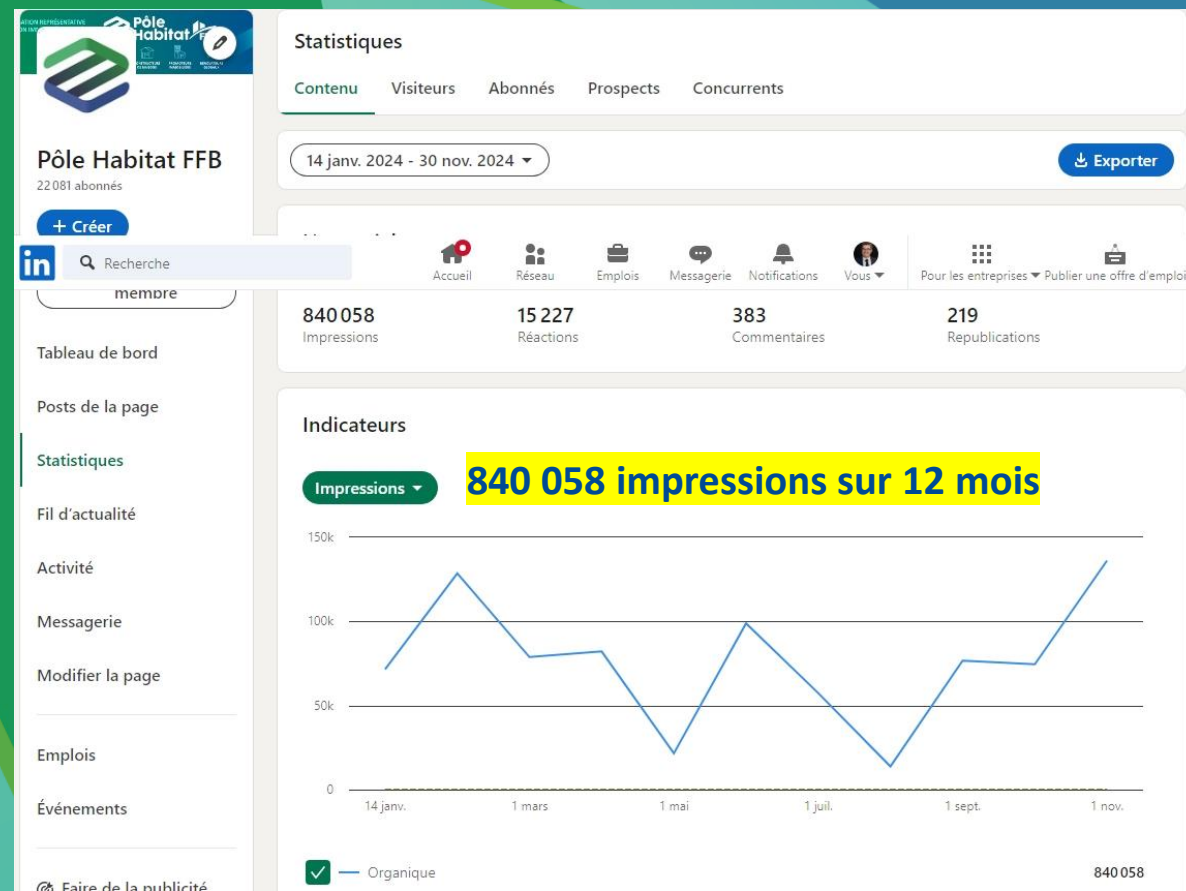 Pôle
Habitat
Statistiques
Contenu Visiteurs Abonnés Prospects Concurrents
Pôle Habitat FFB
22 081 abonnés
14 janv. 2024 - 30 nov. 2024
Exporter
+ Créer
in
Recherche
Accueil Réseau Emplois Messagerie Notifications Vous Pour les entreprises Publier une offre d'emploi
membre
840 058 15 227 383 219
Impressions Réactions Commentaires Republications
Tableau de bord
Posts de la page
Statistiques
Fil d'actualité
Activité
Messagerie
Modifier la page
Emplois
Événements
Faire de la publicité
Indicateurs
Impressions
840 058 impressions sur 12 mois
150k
100k
50k
0
14 janv. 1 mars 1 mai 1 juil. 1 sept. 1 nov.
Organique 840 058